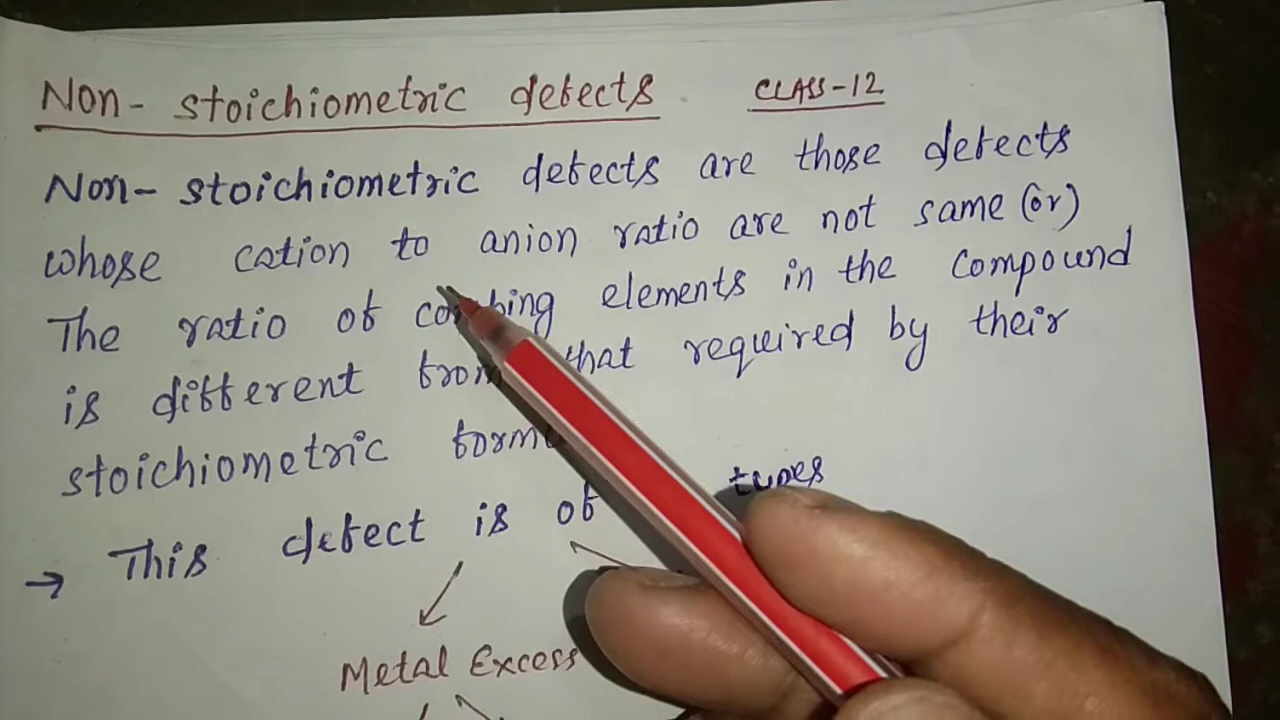 Non-stoichiometric defects CLASS-12
Non-stoichiometric defects are those defects
whose cation to anion ratio are not same (or)
The ratio of elements in the compound
is different from that required by their
stoichiometric
→ This defect is of types
Metal Excess